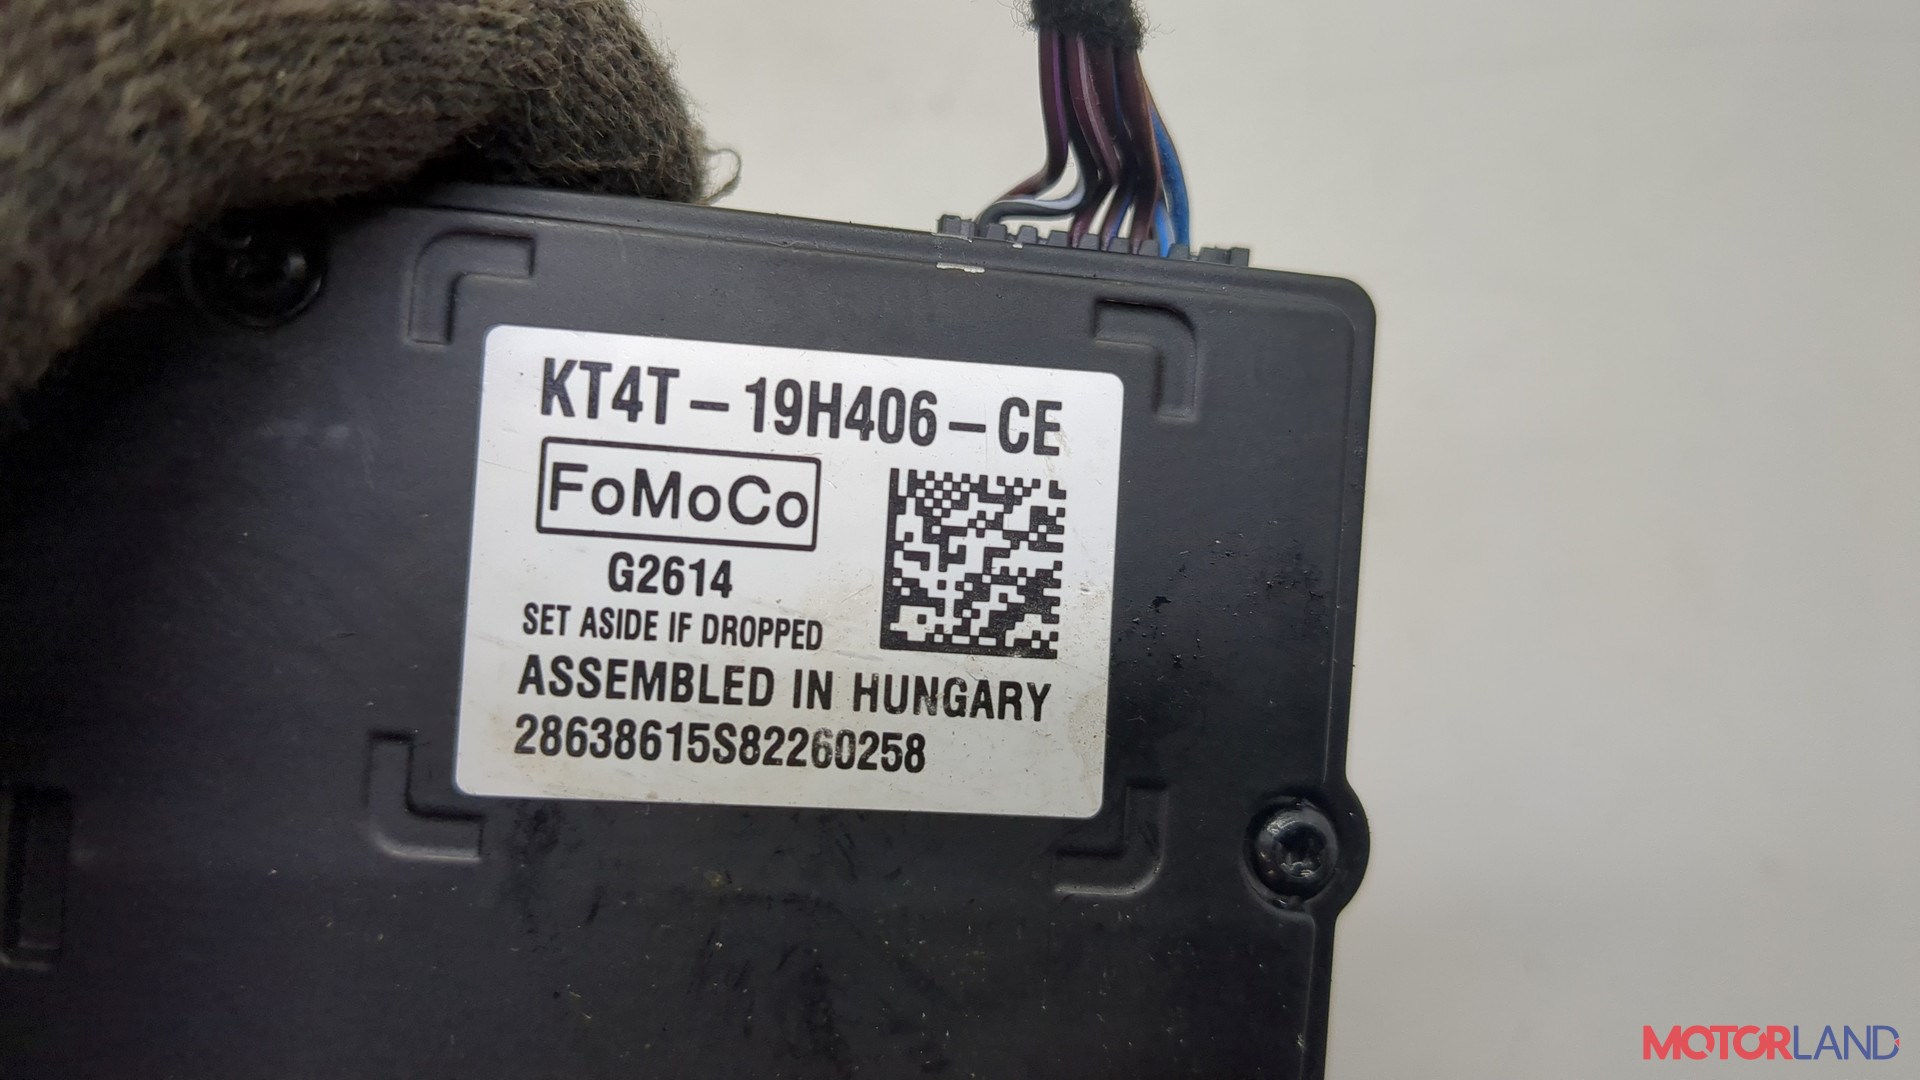 KT4T-19H406-CE
FoMoCo
G2614
SET ASIDE IF DROPPED
ASSEMBLED IN HUNGARY
28638615S82260258
MOTORLAND